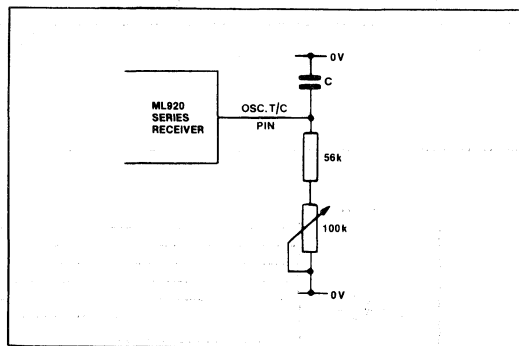 0V
C
ML920
SERIES
RECEIVER
OSC. T/C
PIN
56k
100k
0V